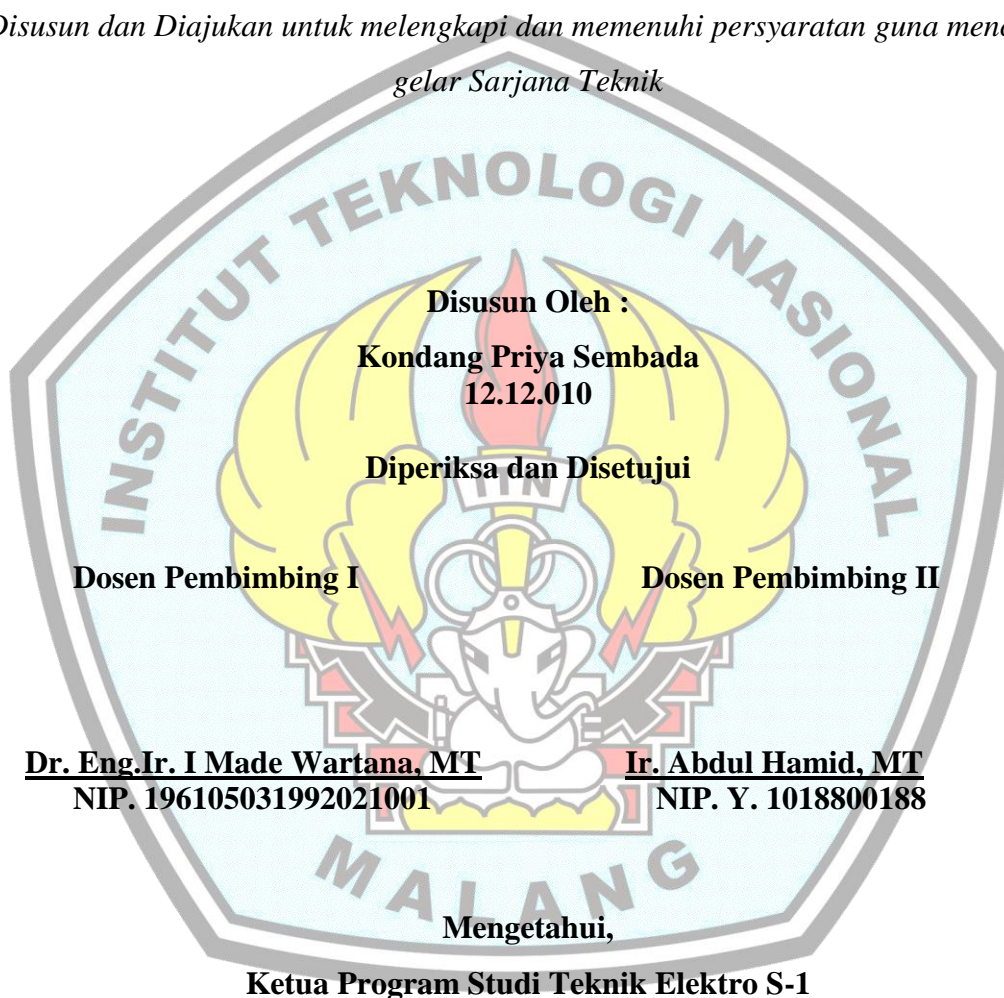 Disusun dan Diajukan untuk melengkapi dan memenuhi persyaratan guna
gelar Sarjana Teknik
INSTITUT TEKNOLOGI NASIONAL
Disusun Oleh :
Kondang Priya Sembada
12.12.010
Diperiksa dan Disetujui
ITN
Dosen Pembimbing I Dosen Pembimbing II
Dr. Eng.Ir. I Made Wartana, MT Ir. Abdul Hamid, MT
NIP. 196105031992021001 NIP. Y. 1018800188
MALANG
Mengetahui,
Ketua Program Studi Teknik Elektro S-1